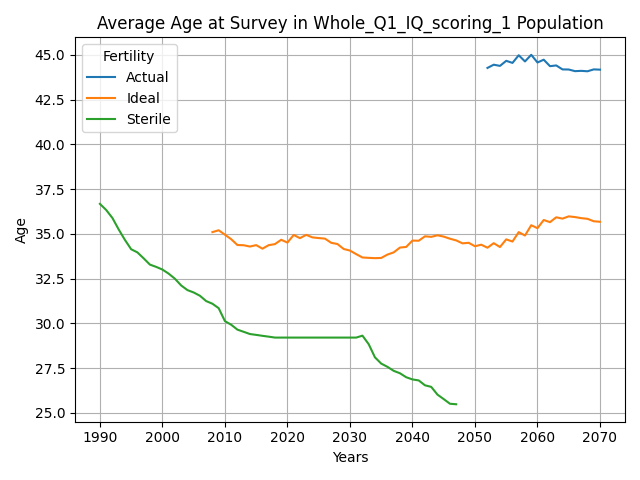 Average Age at Survey in Whole_Q1_IQ_scoring_1 Population
Fertility
Actual
Ideal
Sterile
45.0
42.5
40.0
37.5
35.0
32.5
30.0
27.5
25.0
Age
1990 2000 2010 2020 2030 2040 2050 2060 2070
Years